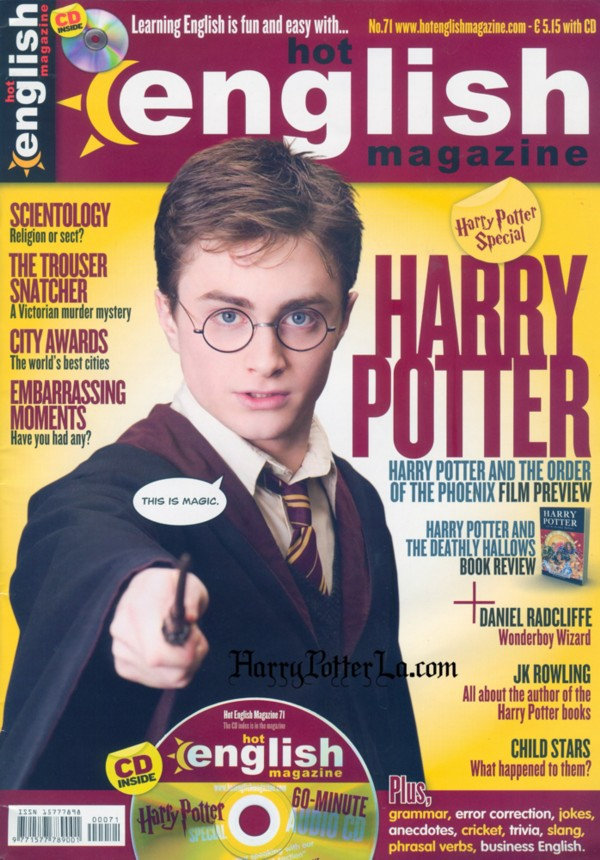 hot
english
magazine
CD
INSIDE
Learning English is fun and easy with...
No.71 www.hotenglishmagazine.com - € 5.15 with CD
hot
english
magazine
Harry Potter
Special
SCIENTOLOGY
Religion or sect?
THE TROUSER
SNATCHER
A Victorian murder mystery
CITY AWARDS
The world's best cities
EMBARRASSING
MOMENTS
Have you had any?
HARRY
POTTER
HARRY POTTER AND THE ORDER
OF THE PHOENIX FILM PREVIEW
THIS IS MAGIC.
HARRY POTTER AND
THE DEATHLY HALLOWS
BOOK REVIEW
HARRY
POTTER
DANIEL RADCLIFFE
Wonderboy Wizard
HarryPotterLa.com
JK ROWLING
All about the author of the
Harry Potter books
CHILD STARS
What happened to them?
Hot English Magazine 71
The CD index is in the magazine
hot
english
magazine
CD
INSIDE
Harry Potter
SPECIAL
60-MINUTE
AUDIO CD
Plus,
grammar, error correction, jokes,
anecdotes, cricket, trivia, slang,
phrasal verbs, business English.
ISSN 15777898
00071
9 771577 789001